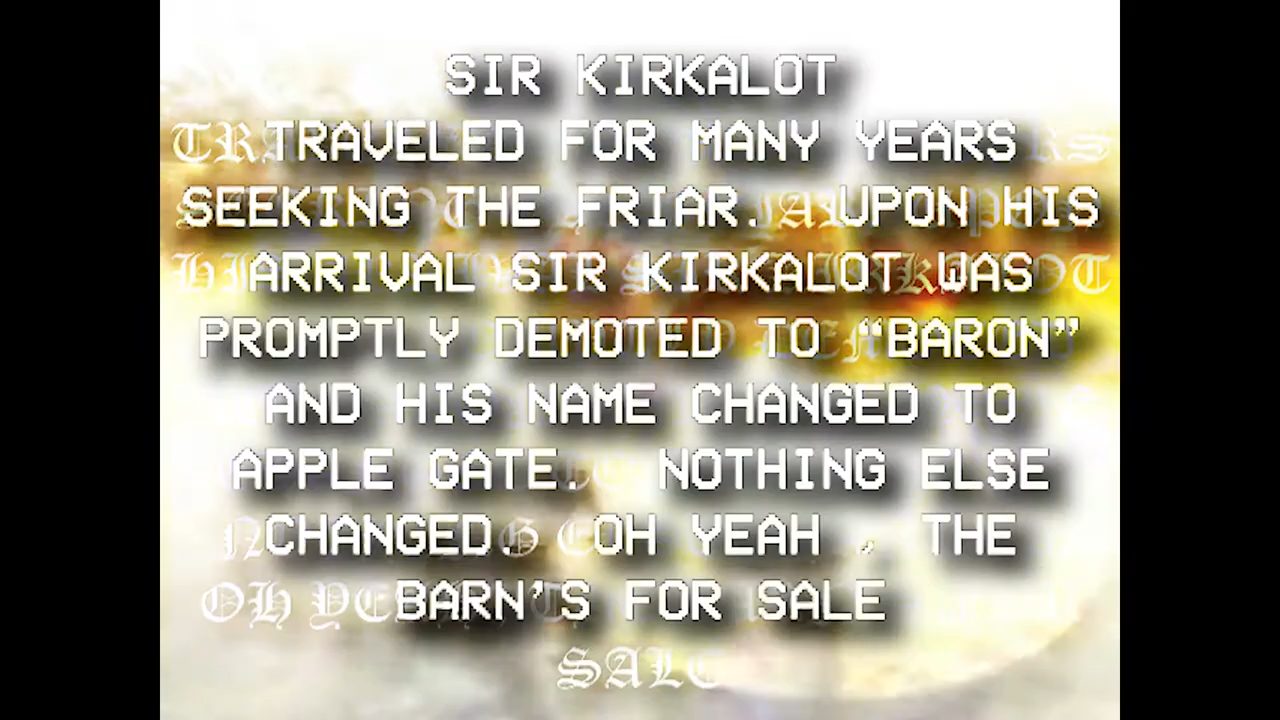 SIR KIRKALOT
TRAVELED FOR MANY YEARS
SEEKING THE FRIAR. UPON HIS
ARRIVAL SIR KIRKALOT WAS
PROMPTLY DEMOTED TO “BARON”
AND HIS NAME CHANGED TO
APPLE GATE. NOTHING ELSE
CHANGED. OH YEAH , THE
BARN’S FOR SALE